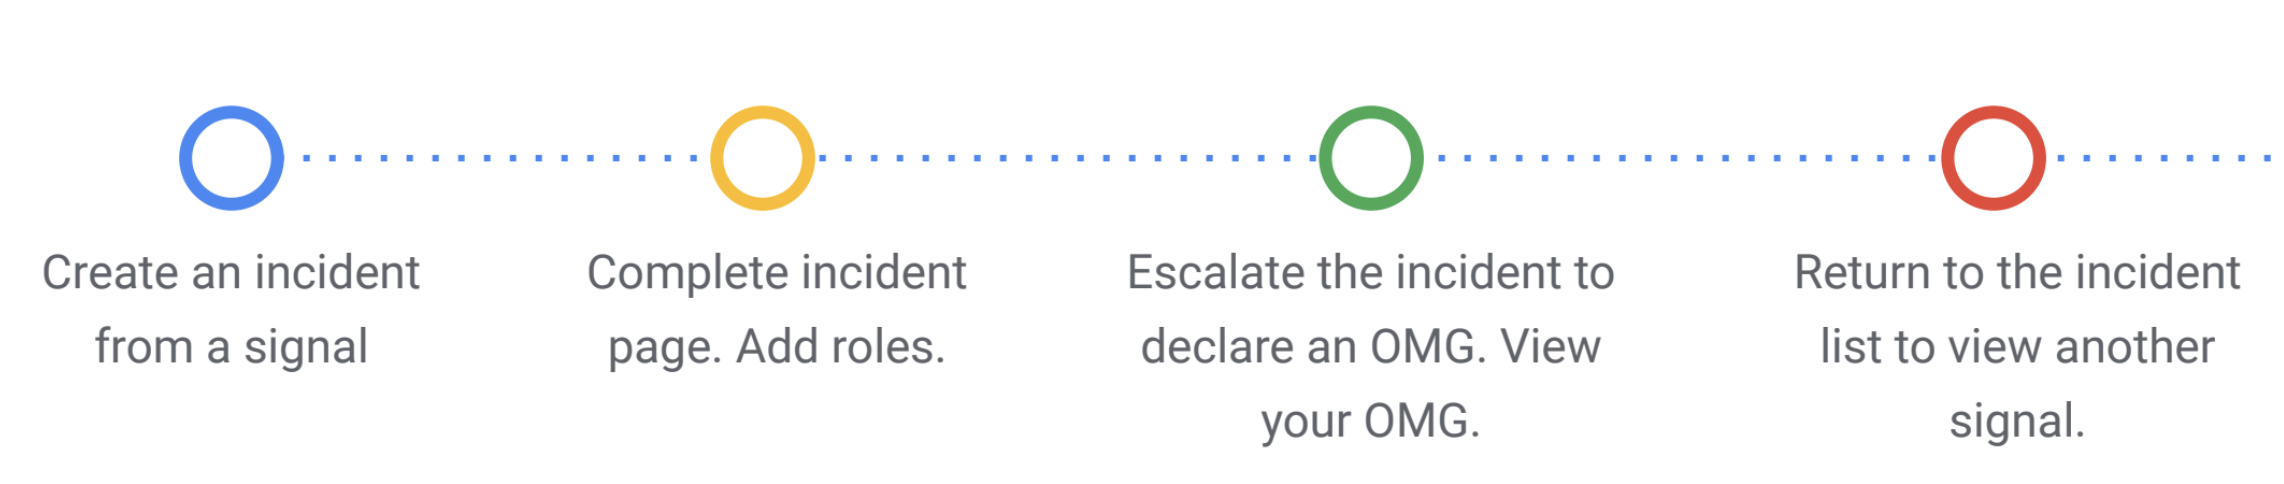 Create an incident
from a signal
Complete incident
page. Add roles.
Escalate the incident to
declare an OMG. View
your OMG.
Return to the incident
list to view another
signal.